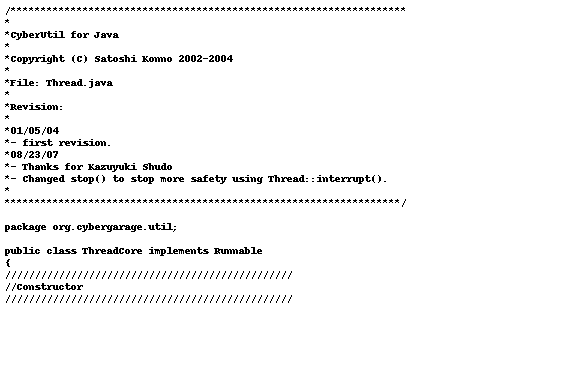 /******************************************************************
*
*CyberUtil for Java
*
*Copyright (C) Satoshi Konno 2002-2004
*
*File: Thread.java
*
*Revision:
*
*01/05/04
*- first revision.
*08/23/07
*- Thanks for Kazuyuki Shudo
*- Changed stop() to stop more safety using Thread::interrupt().
*
******************************************************************/
package org.cybergarage.util;
public class ThreadCore implements Runnable
{
////////////////////////////////////////////////
//Constructor
////////////////////////////////////////////////